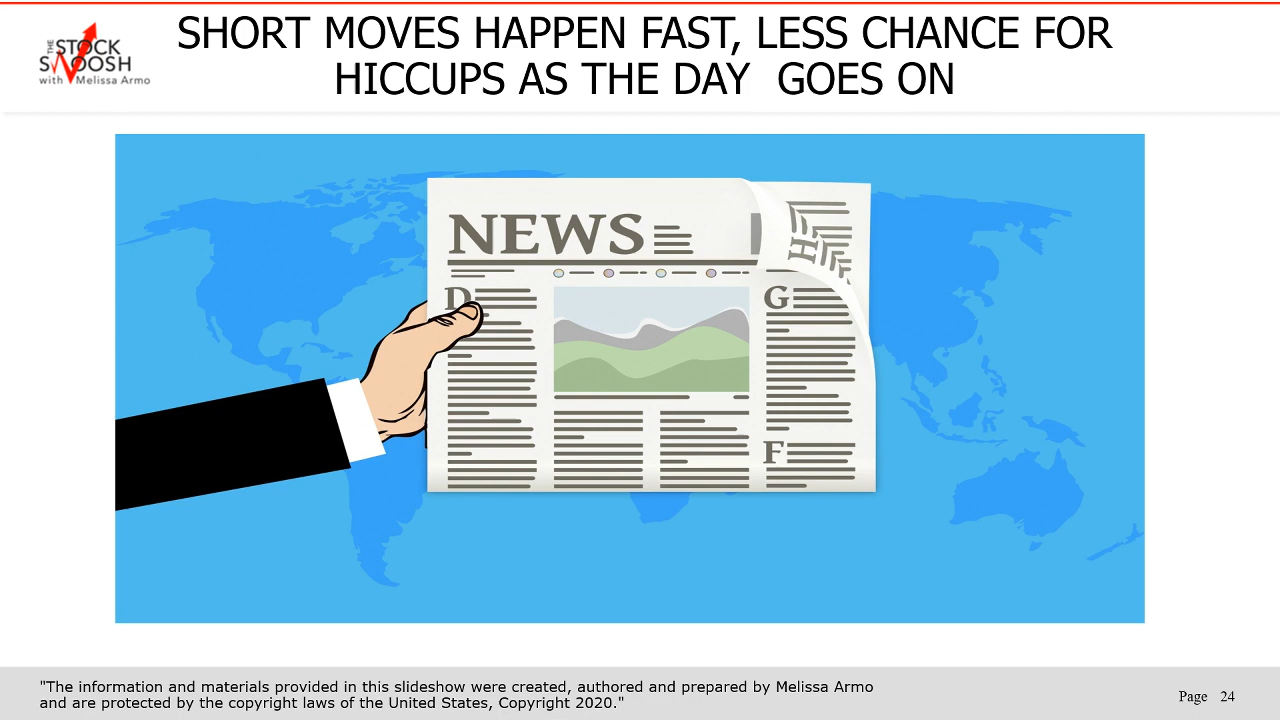 SHORT MOVES HAPPEN FAST, LESS CHANCE FOR
HICCUPS AS THE DAY  GOES ON
THE
STOCK
SWOOSH
with Melissa Armo
NEWS
H
D
G
F
"The information and materials provided in this slideshow were created, authored and prepared by Melissa Armo
and are protected by the copyright laws of the United States, Copyright 2020."
Page 24